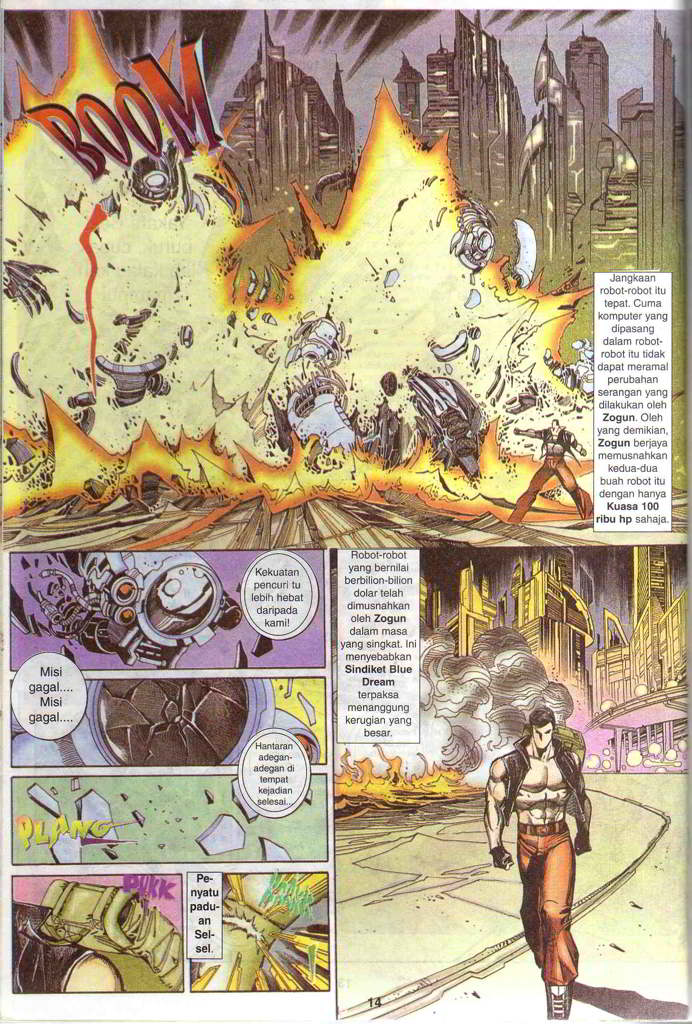 BOOM
Jangkaan
robot-robot itu
tepat. Cuma
komputer yang
dipasang
dalam robot-
robot itu tidak
dapat meramal
perubahan
serangan yang
dilakukan oleh
Zogun. Oleh
yang demikian,
Zogun berjaya
memusnahkan
kedua-dua
buah robot itu
dengan hanya
Kuasa 100
ribu hp sahaja.
Kekuatan
pencuri tu
lebih hebat
daripada
kami!
Misi
gagal....
Misi
gagal....
Hantaran
adegan-
adegan di
tempat
kejadian
selesai...
PLANG
PUKK
Pe-
nyatu
padu-
an
Sel-
sel.
Robot-robot
yang bernilai
berbilion-bilion
dolar telah
dimusnahkan
oleh Zogun
dalam masa
yang singkat. Ini
menyebabkan
Sindiket Blue
Dream
terpaksa
menanggung
kerugian yang
besar.
14